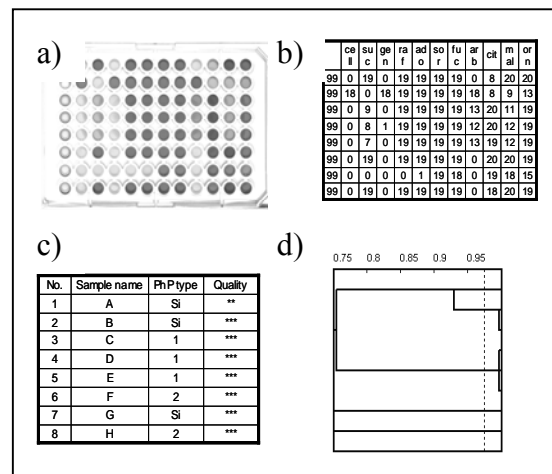 a)
b)
ce su ge ra ad so fu ar cit m or
ll c n f o r c b al n
99 0 19 0 19 19 19 19 0 8 20 20
99 18 0 18 19 19 19 19 18 8 9 13
99 0 9 0 19 19 19 19 13 20 11 19
99 0 8 1 19 19 19 19 12 20 12 19
99 0 7 0 19 19 19 19 13 19 12 19
99 0 19 0 19 19 19 19 0 20 20 19
99 0 0 0 0 1 19 18 0 19 18 15
99 0 19 0 19 19 19 19 0 18 20 19
c)
No. Sample name PhP type Quality
1 A Si **
2 B Si ***
3 C 1 ***
4 D 1 ***
5 E 1 ***
6 F 2 ***
7 G Si ***
8 H 2 ***
d)
0.75 0.8 0.85 0.9 0.95